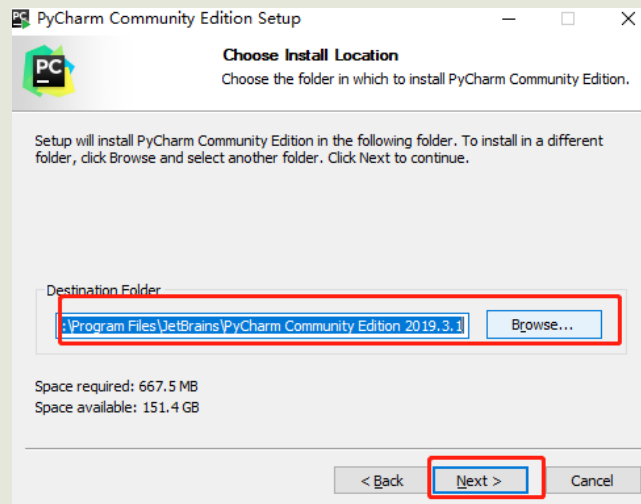 PyCharm Community Edition Setup
PC
Choose Install Location
Choose the folder in which to install PyCharm Community Edition.
Setup will install PyCharm Community Edition in the following folder. To install in a different
folder, click Browse and select another folder. Click Next to continue.
Destination Folder
:\Program Files\JetBrains\PyCharm Community Edition 2019.3.1
Browse...
Space required: 667.5 MB
Space available: 151.4 GB
< Back
Next >
Cancel